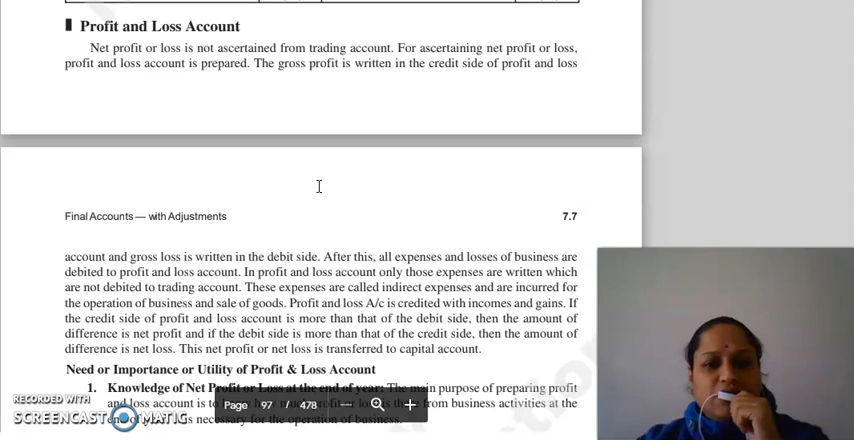 Profit and Loss Account
Net profit or loss is not ascertained from trading account. For ascertaining net profit or loss,
profit and loss account is prepared. The gross profit is written in the credit side of profit and loss
Final Accounts — with Adjustments 7.7
account and gross loss is written in the debit side. After this, all expenses and losses of business are
debited to profit and loss account. In profit and loss account only those expenses are written which
are not debited to trading account. These expenses are called indirect expenses and are incurred for
the operation of business and sale of goods. Profit and loss A/c is credited with incomes and gains. If
the credit side of profit and loss account is more than that of the debit side, then the amount of
difference is net profit and if the debit side is more than that of the credit side, then the amount of
difference is net loss. This net profit or net loss is transferred to capital account.
Need or Importance or Utility of Profit & Loss Account
1. Knowledge of Net Profit or Loss at the end of year: The main purpose of preparing profit
and loss account is to from business activities at the
is necessary for the operation of business.
Page 97 / 478
RECORDED WITH
SCREENCAST MATIC